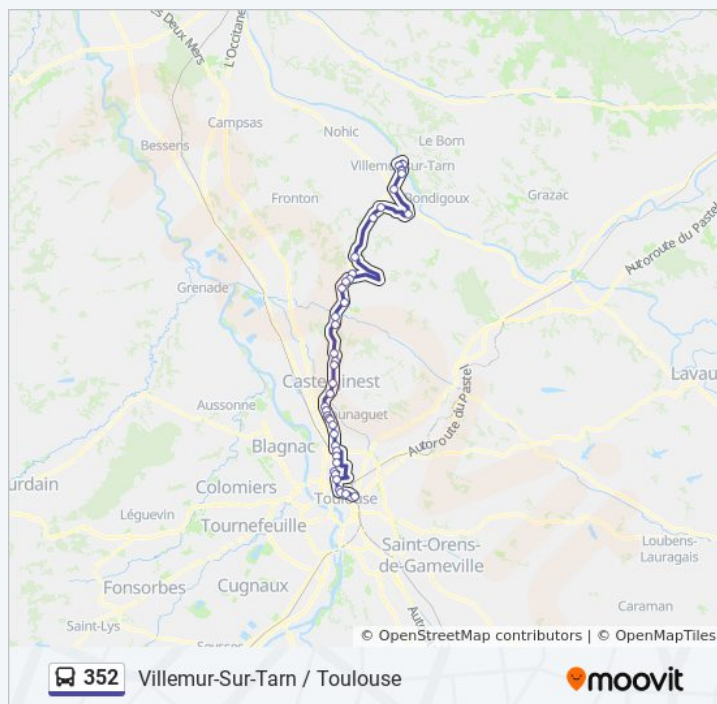 Les Deux Mers
L'Occitane
Campsas
Bessens
Nohic
Le Born
Villemur-sur-Tarn
Bondigoux
Grazac
Fronton
Autoroute du Pastel
Grenade
Castelginest
Lavau
Aussonne
Launaguet
Autoroute du Pastel
Blagnac
urdain
Colomiers
Toulouse
Léguevin
Tournefeuille
Saint-Orens-
de-Gameville
Loubens-
Lauragais
Fonsorbes
Cugnaux
Caraman
Saint-Lys
© OpenStreetMap contributors | © OpenMapTiles
352 Villemur-Sur-Tarn / Toulouse
moovit